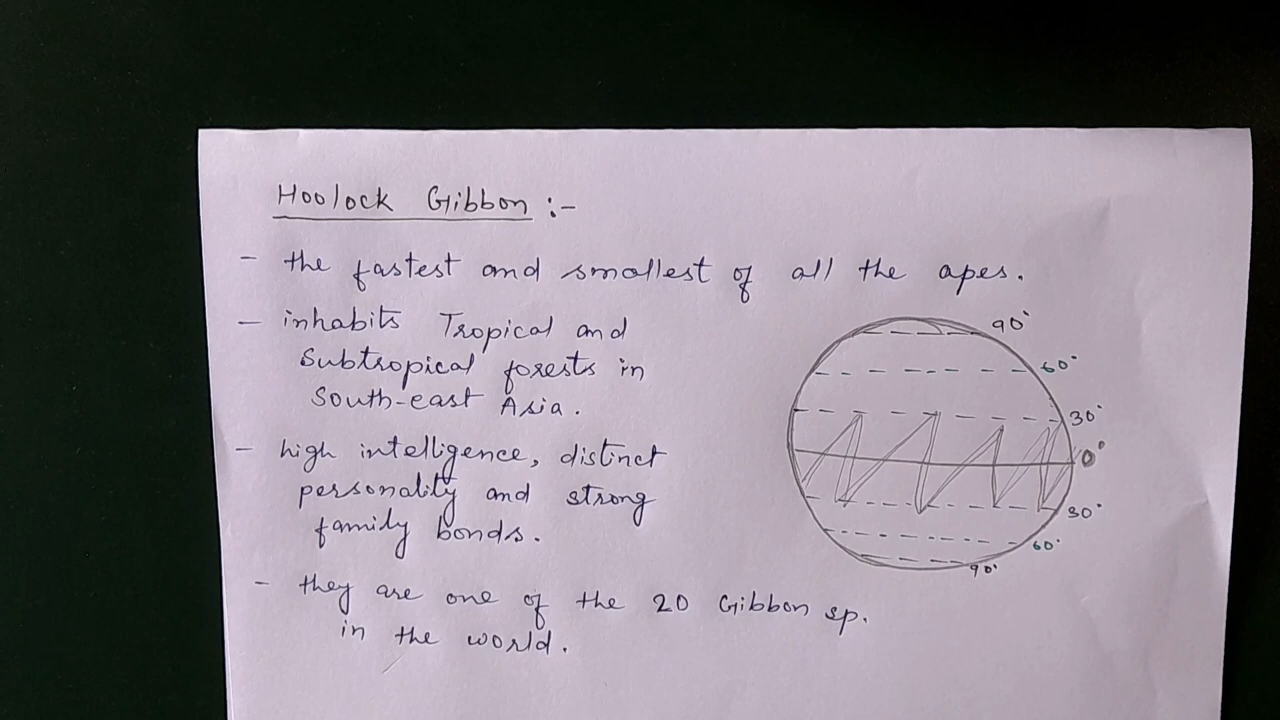 Hoolock Gibbon :-
- the fastest and smallest of all the apes.
- inhabits Tropical and
Subtropical forests in
South-east Asia.
- high intelligence, distinct
personality and strong
family bonds.
- they are one of the 20 Gibbon sp.
in the world.
90°
60°
30°
0°
30°
60°
90°